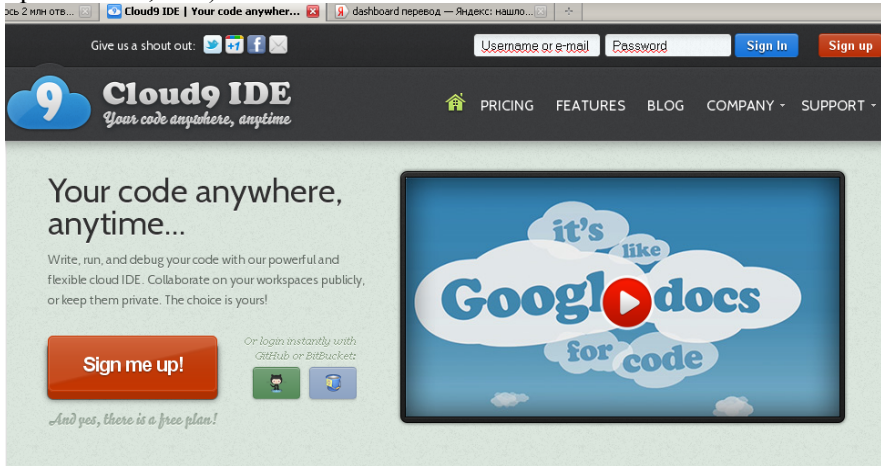 ось 2 млн отв...
Cloud9 IDE | Your code anywher...
dashboard перевод — Яндекс: нашло...
Give us a shout out:
+1
f
Username or e-mail
Password
Sign In
Sign up
9
Cloud9 IDE
Your code anywhere, anytime
PRICING
FEATURES
BLOG
COMPANY
SUPPORT
Your code anywhere,
anytime...
Write, run, and debug your code with our powerful and
flexible cloud IDE. Collaborate on your workspaces publicly,
or keep them private. The choice is yours!
Sign me up!
Or login instantly with
GitHub or BitBucket:
And yes, there is a free plan!
it's
like
Googl docs
for code